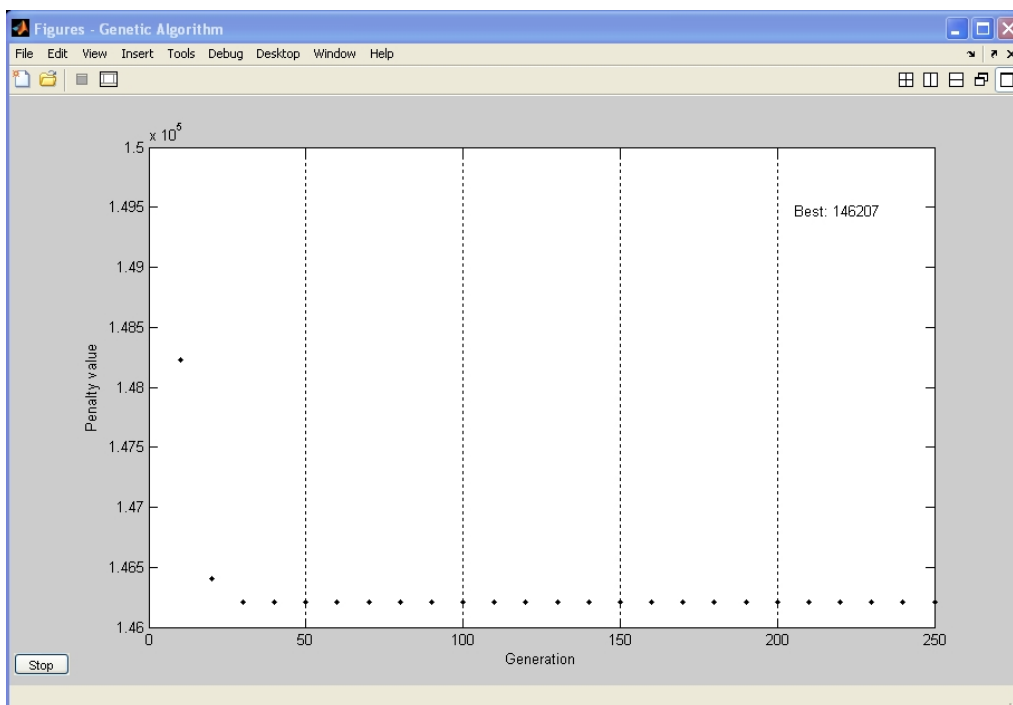 Figures - Genetic Algorithm
File Edit View Insert Tools Debug Desktop Window Help
x 10^5
1.5
1.495
Best: 146207
1.49
1.485
1.48
1.475
1.47
1.465
1.46
Penalty value
0 50 100 150 200 250
Generation
Stop